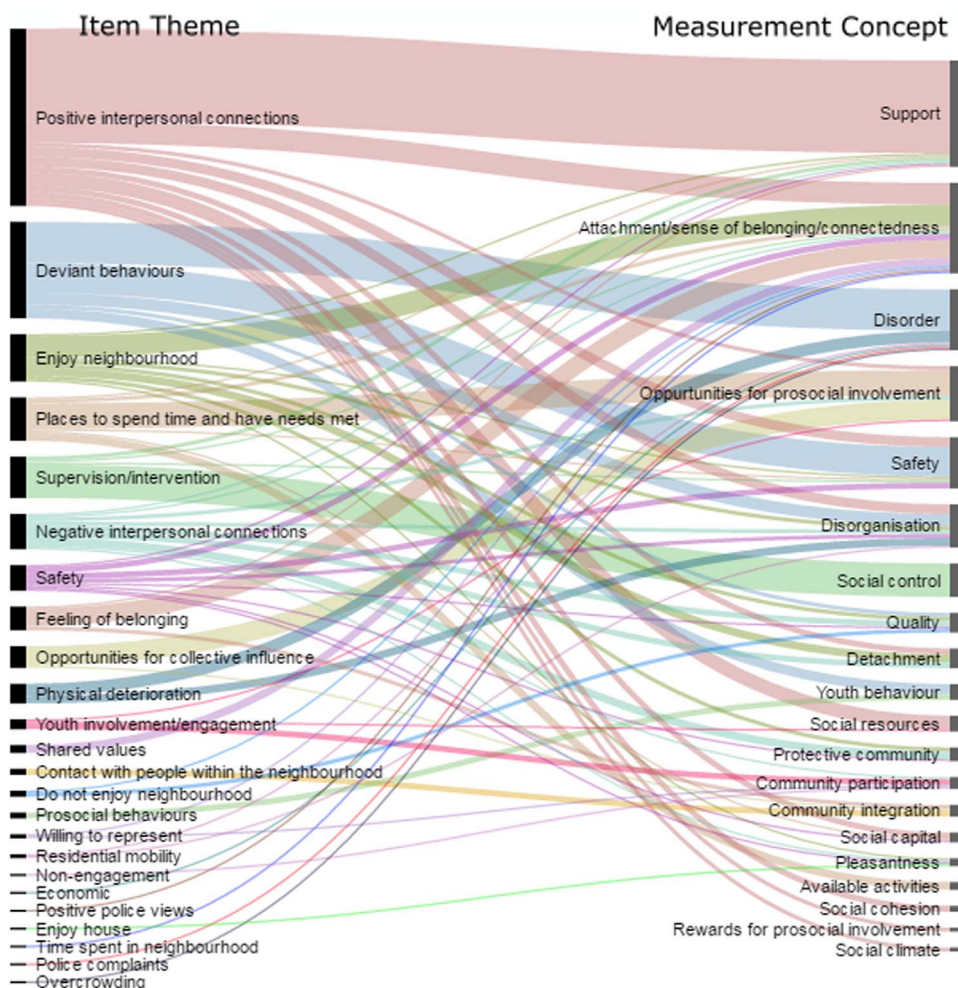 Item Theme
Measurement Concept
Positive interpersonal connections
Deviant behaviours
Enjoy neighbourhood
Places to spend time and have needs met
Supervision/intervention
Negative interpersonal connections
Safety
Feeling of belonging
Opportunities for collective influence
Physical deterioration
Youth involvement/engagement
Shared values
Contact with people within the neighbourhood
Do not enjoy neighbourhood
Prosocial behaviours
Willing to represent
Residential mobility
Non-engagement
Economic
Positive police views
Enjoy house
Time spent in neighbourhood
Police complaints
Overcrowding
Support
Attachment/sense of belonging/connectedness
Disorder
Oppurtunities for prosocial involvement
Safety
Disorganisation
Social control
Quality
Detachment
Youth behaviour
Social resources
Protective community
Community participation
Community integration
Social capital
Pleasantness
Available activities
Social cohesion
Rewards for prosocial involvement
Social climate